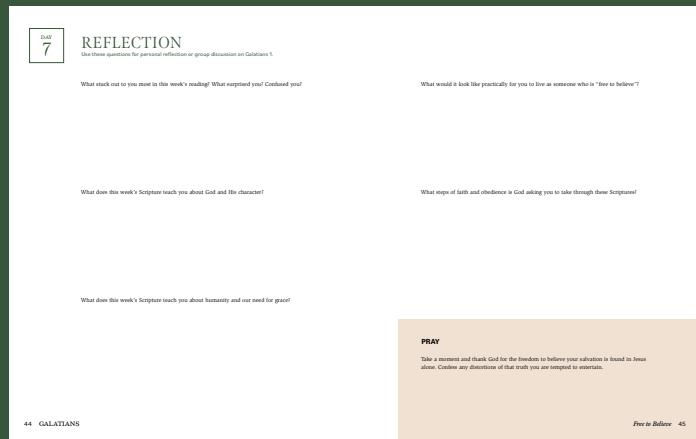 DAY
7
REFLECTION
Use these questions for personal reflection or group discussion on Galatians 1.
What stuck out to you most in this week's reading? What surprised you? Confused you?
What does this week's Scripture teach you about God and His character?
What does this week's Scripture teach you about humanity and our need for grace?
44 GALATIANS
What would it look like practically for you to live as someone who is "free to believe"?
What steps of faith and obedience is God asking you to take through these Scriptures?
PRAY
Take a moment and thank God for the freedom to believe your salvation is found in Jesus
alone. Confess any distortions of that truth you are tempted to entertain.
Free to Believe 45